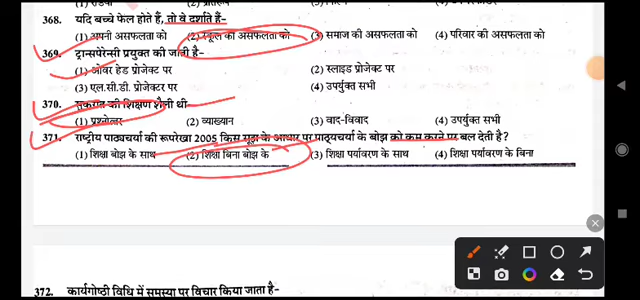 368. यदि बच्चे फेल होते हैं, तो वे दर्शाते हैं-
(1) अपनी असफलता को (2) स्कूल की असफलता को (3) समाज की असफलता को (4) परिवार की असफलता को
369. ट्रान्सपेरेन्सी प्रयुक्त की जाती है-
(1) ओवर हेड प्रोजेक्ट पर (2) स्लाइड प्रोजेक्ट पर
(3) एल.सी.डी. प्रोजेक्टर पर (4) उपर्युक्त सभी
370. सुकरात की शिक्षण शैली थी-
(1) प्रश्नोत्तर (2) व्याख्यान (3) वाद-विवाद (4) उपर्युक्त सभी
371. राष्ट्रीय पाठ्यचर्या की रूपरेखा 2005 किस सूझ के आधार पर पाठ्यचर्या के बोझ को कम करने पर बल देती है?
(1) शिक्षा बोझ के साथ (2) शिक्षा बिना बोझ के (3) शिक्षा पर्यावरण के साथ (4) शिक्षा पर्यावरण के बिना
372. कार्यगोष्ठी विधि में समस्या पर विचार किया जाता है-